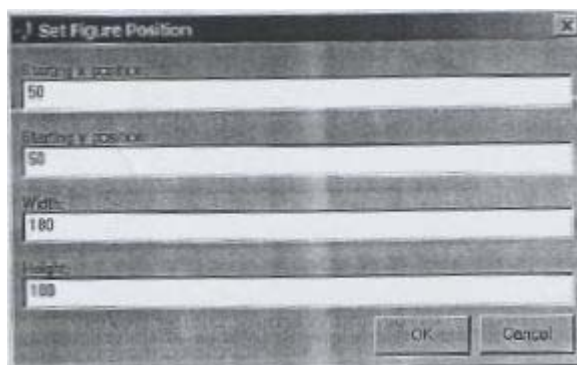 Set Figure Position
Starting x position:
50
Starting y position:
50
Width:
180
Height:
180
OK
Cancel